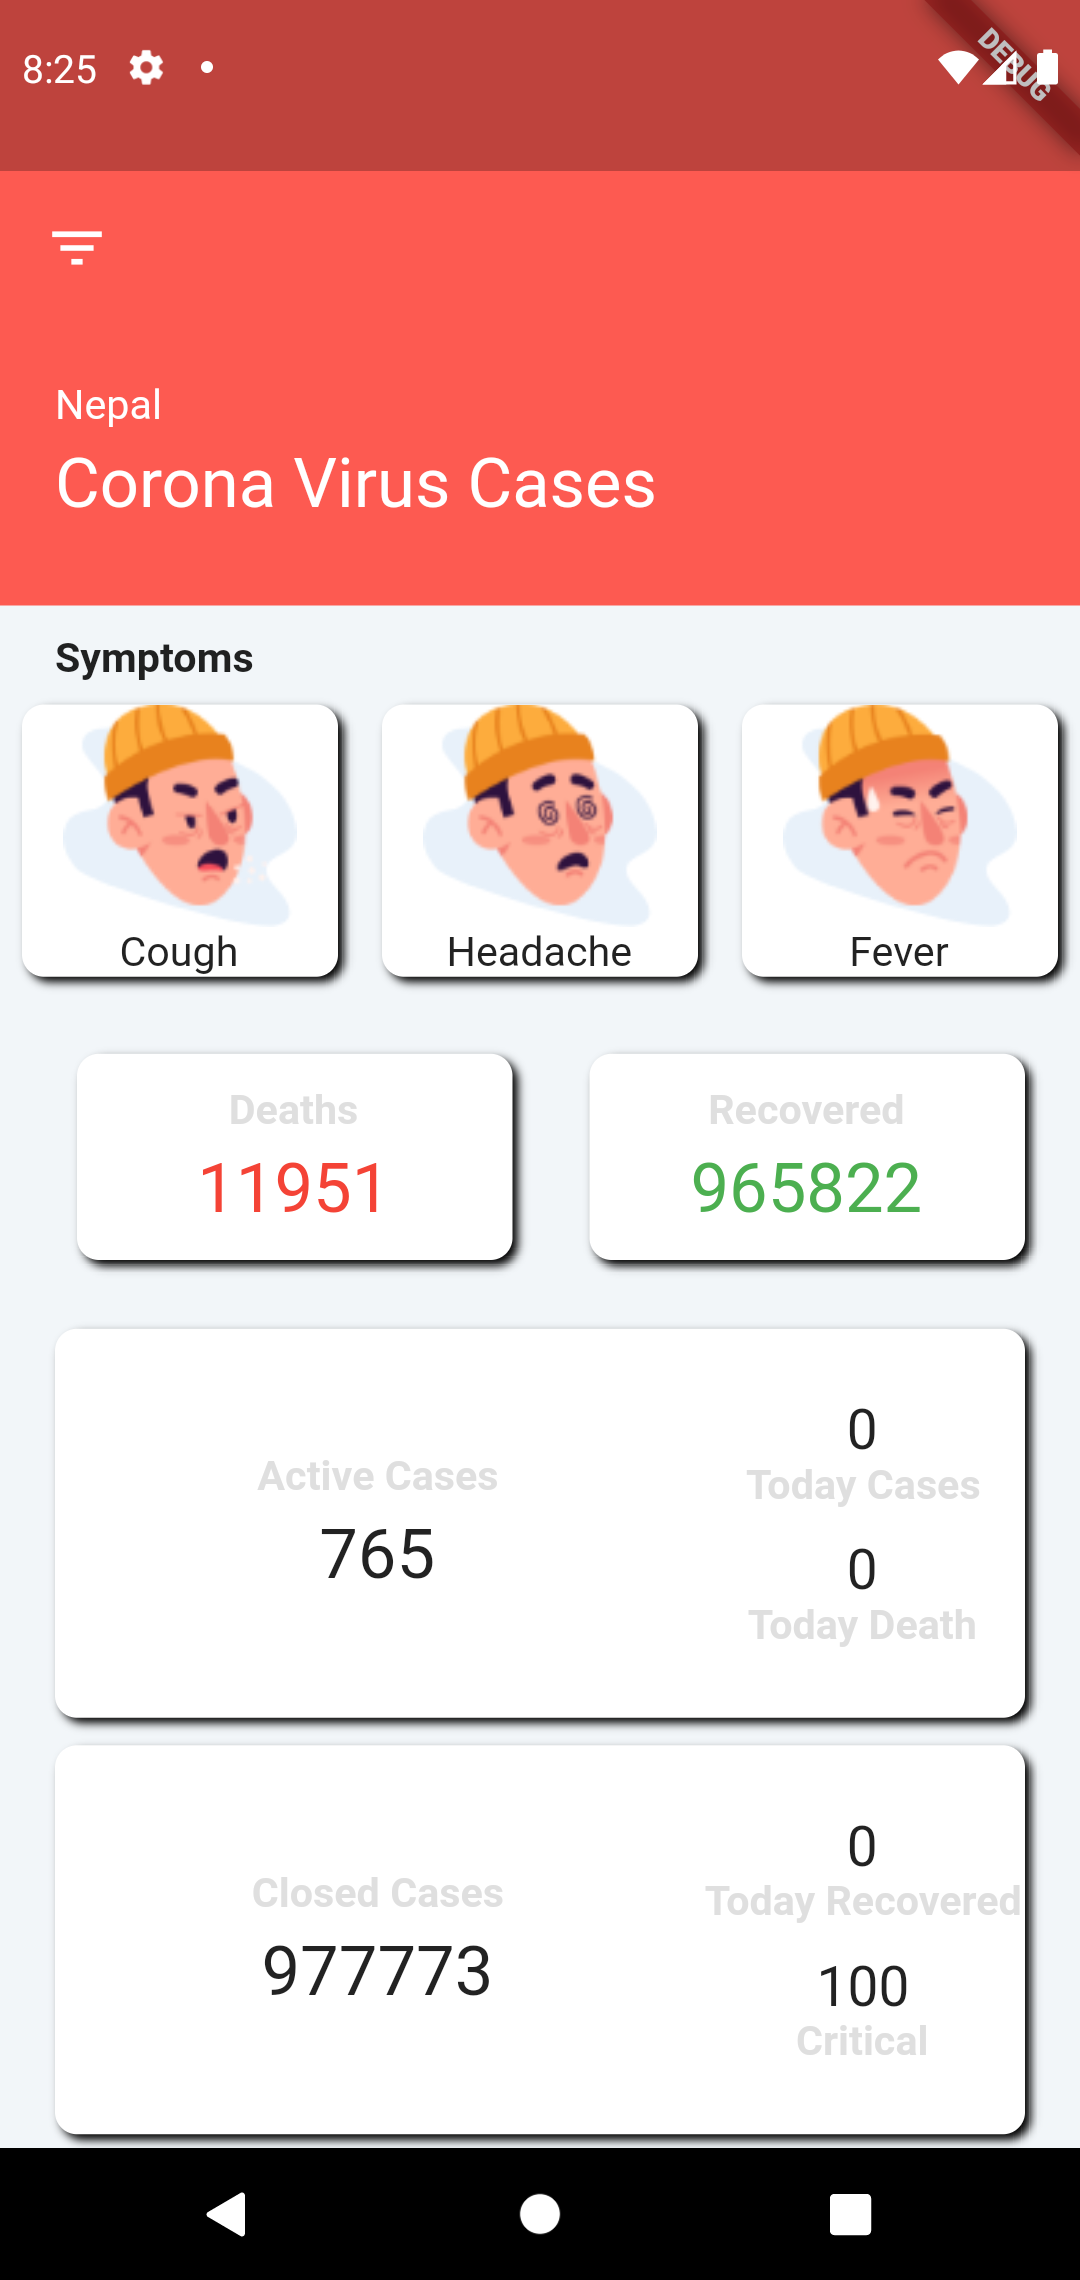 8:25
DEBUG
Nepal
Corona Virus Cases
Symptoms
Cough
Headache
Fever
Deaths
11951
Recovered
965822
Active Cases
765
0
Today Cases
0
Today Death
Closed Cases
977773
0
Today Recovered
100
Critical